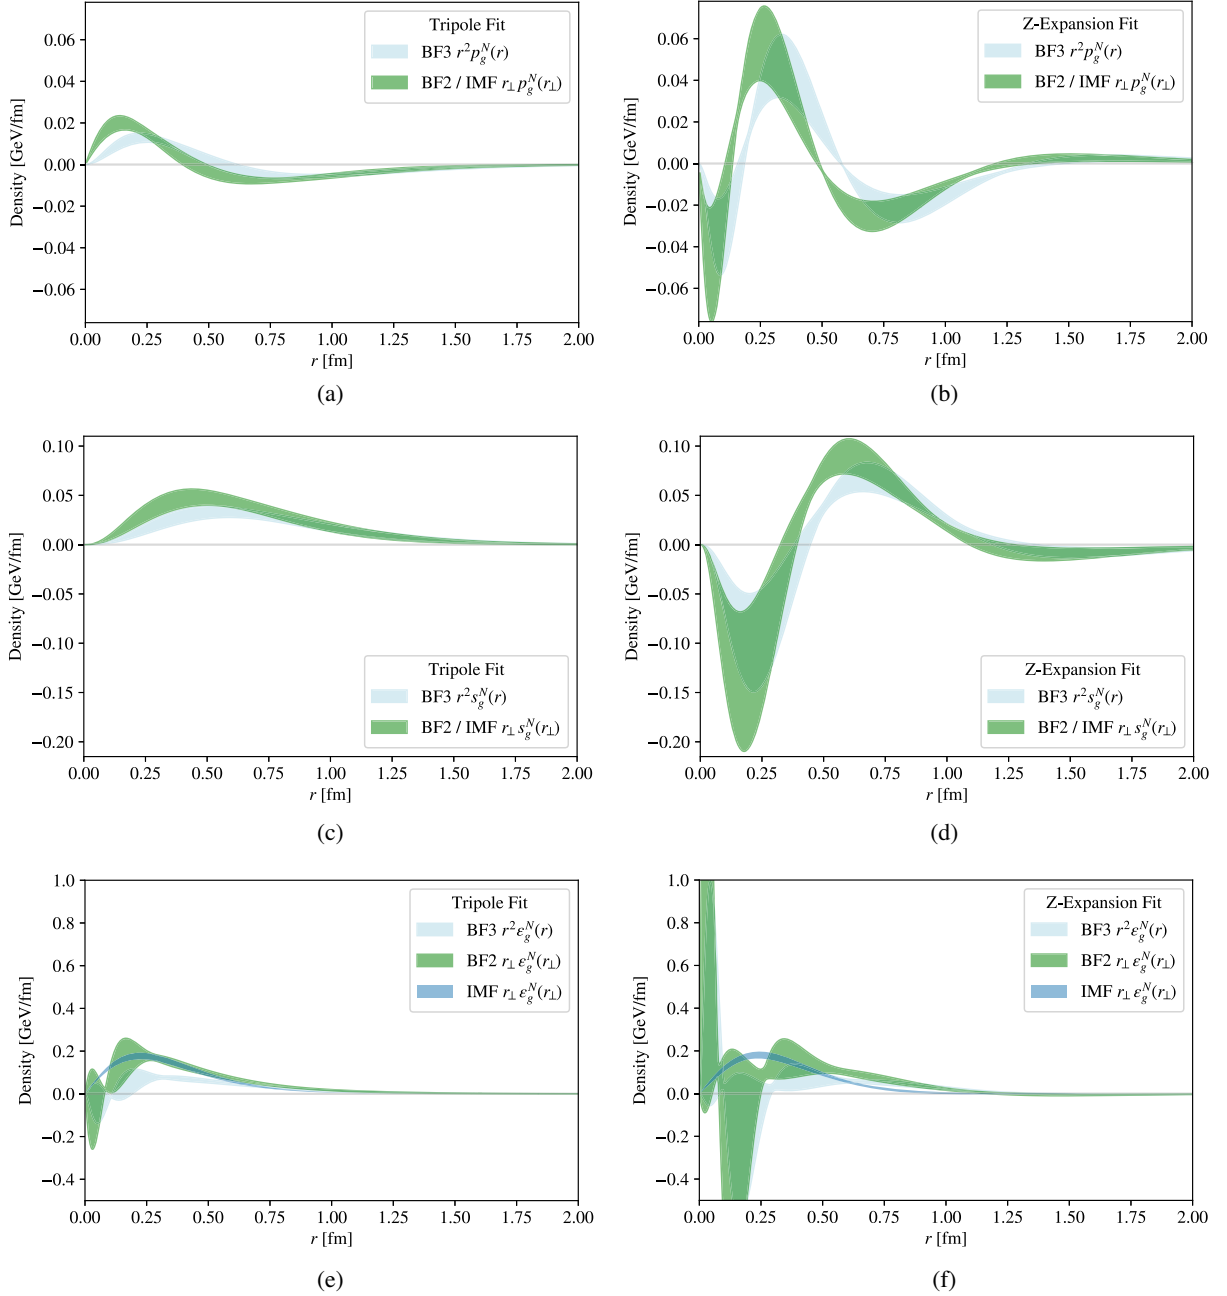 Tripole Fit
BF3 r²p_g^N(r)
BF2 / IMF r⊥p_g^N(r⊥)
Density [GeV/fm]
0.06
0.04
0.02
0.00
−0.02
−0.04
−0.06
0.00 0.25 0.50 0.75 1.00 1.25 1.50 1.75 2.00
r [fm]
(a)
Z-Expansion Fit
BF3 r²p_g^N(r)
BF2 / IMF r⊥p_g^N(r⊥)
Density [GeV/fm]
0.06
0.04
0.02
0.00
−0.02
−0.04
−0.06
0.00 0.25 0.50 0.75 1.00 1.25 1.50 1.75 2.00
r [fm]
(b)
Density [GeV/fm]
0.10
0.05
0.00
−0.05
−0.10
−0.15
−0.20
Tripole Fit
BF3 r²s_g^N(r)
BF2 / IMF r⊥s_g^N(r⊥)
0.00 0.25 0.50 0.75 1.00 1.25 1.50 1.75 2.00
r [fm]
(c)
Density [GeV/fm]
0.10
0.05
0.00
−0.05
−0.10
−0.15
−0.20
Z-Expansion Fit
BF3 r²s_g^N(r)
BF2 / IMF r⊥s_g^N(r⊥)
0.00 0.25 0.50 0.75 1.00 1.25 1.50 1.75 2.00
r [fm]
(d)
Tripole Fit
BF3 r²ε_g^N(r)
BF2 r⊥ε_g^N(r⊥)
IMF r⊥ε_g^N(r⊥)
Density [GeV/fm]
1.0
0.8
0.6
0.4
0.2
0.0
−0.2
−0.4
0.00 0.25 0.50 0.75 1.00 1.25 1.50 1.75 2.00
r [fm]
(e)
Z-Expansion Fit
BF3 r²ε_g^N(r)
BF2 r⊥ε_g^N(r⊥)
IMF r⊥ε_g^N(r⊥)
Density [GeV/fm]
1.0
0.8
0.6
0.4
0.2
0.0
−0.2
−0.4
0.00 0.25 0.50 0.75 1.00 1.25 1.50 1.75 2.00
r [fm]
(f)